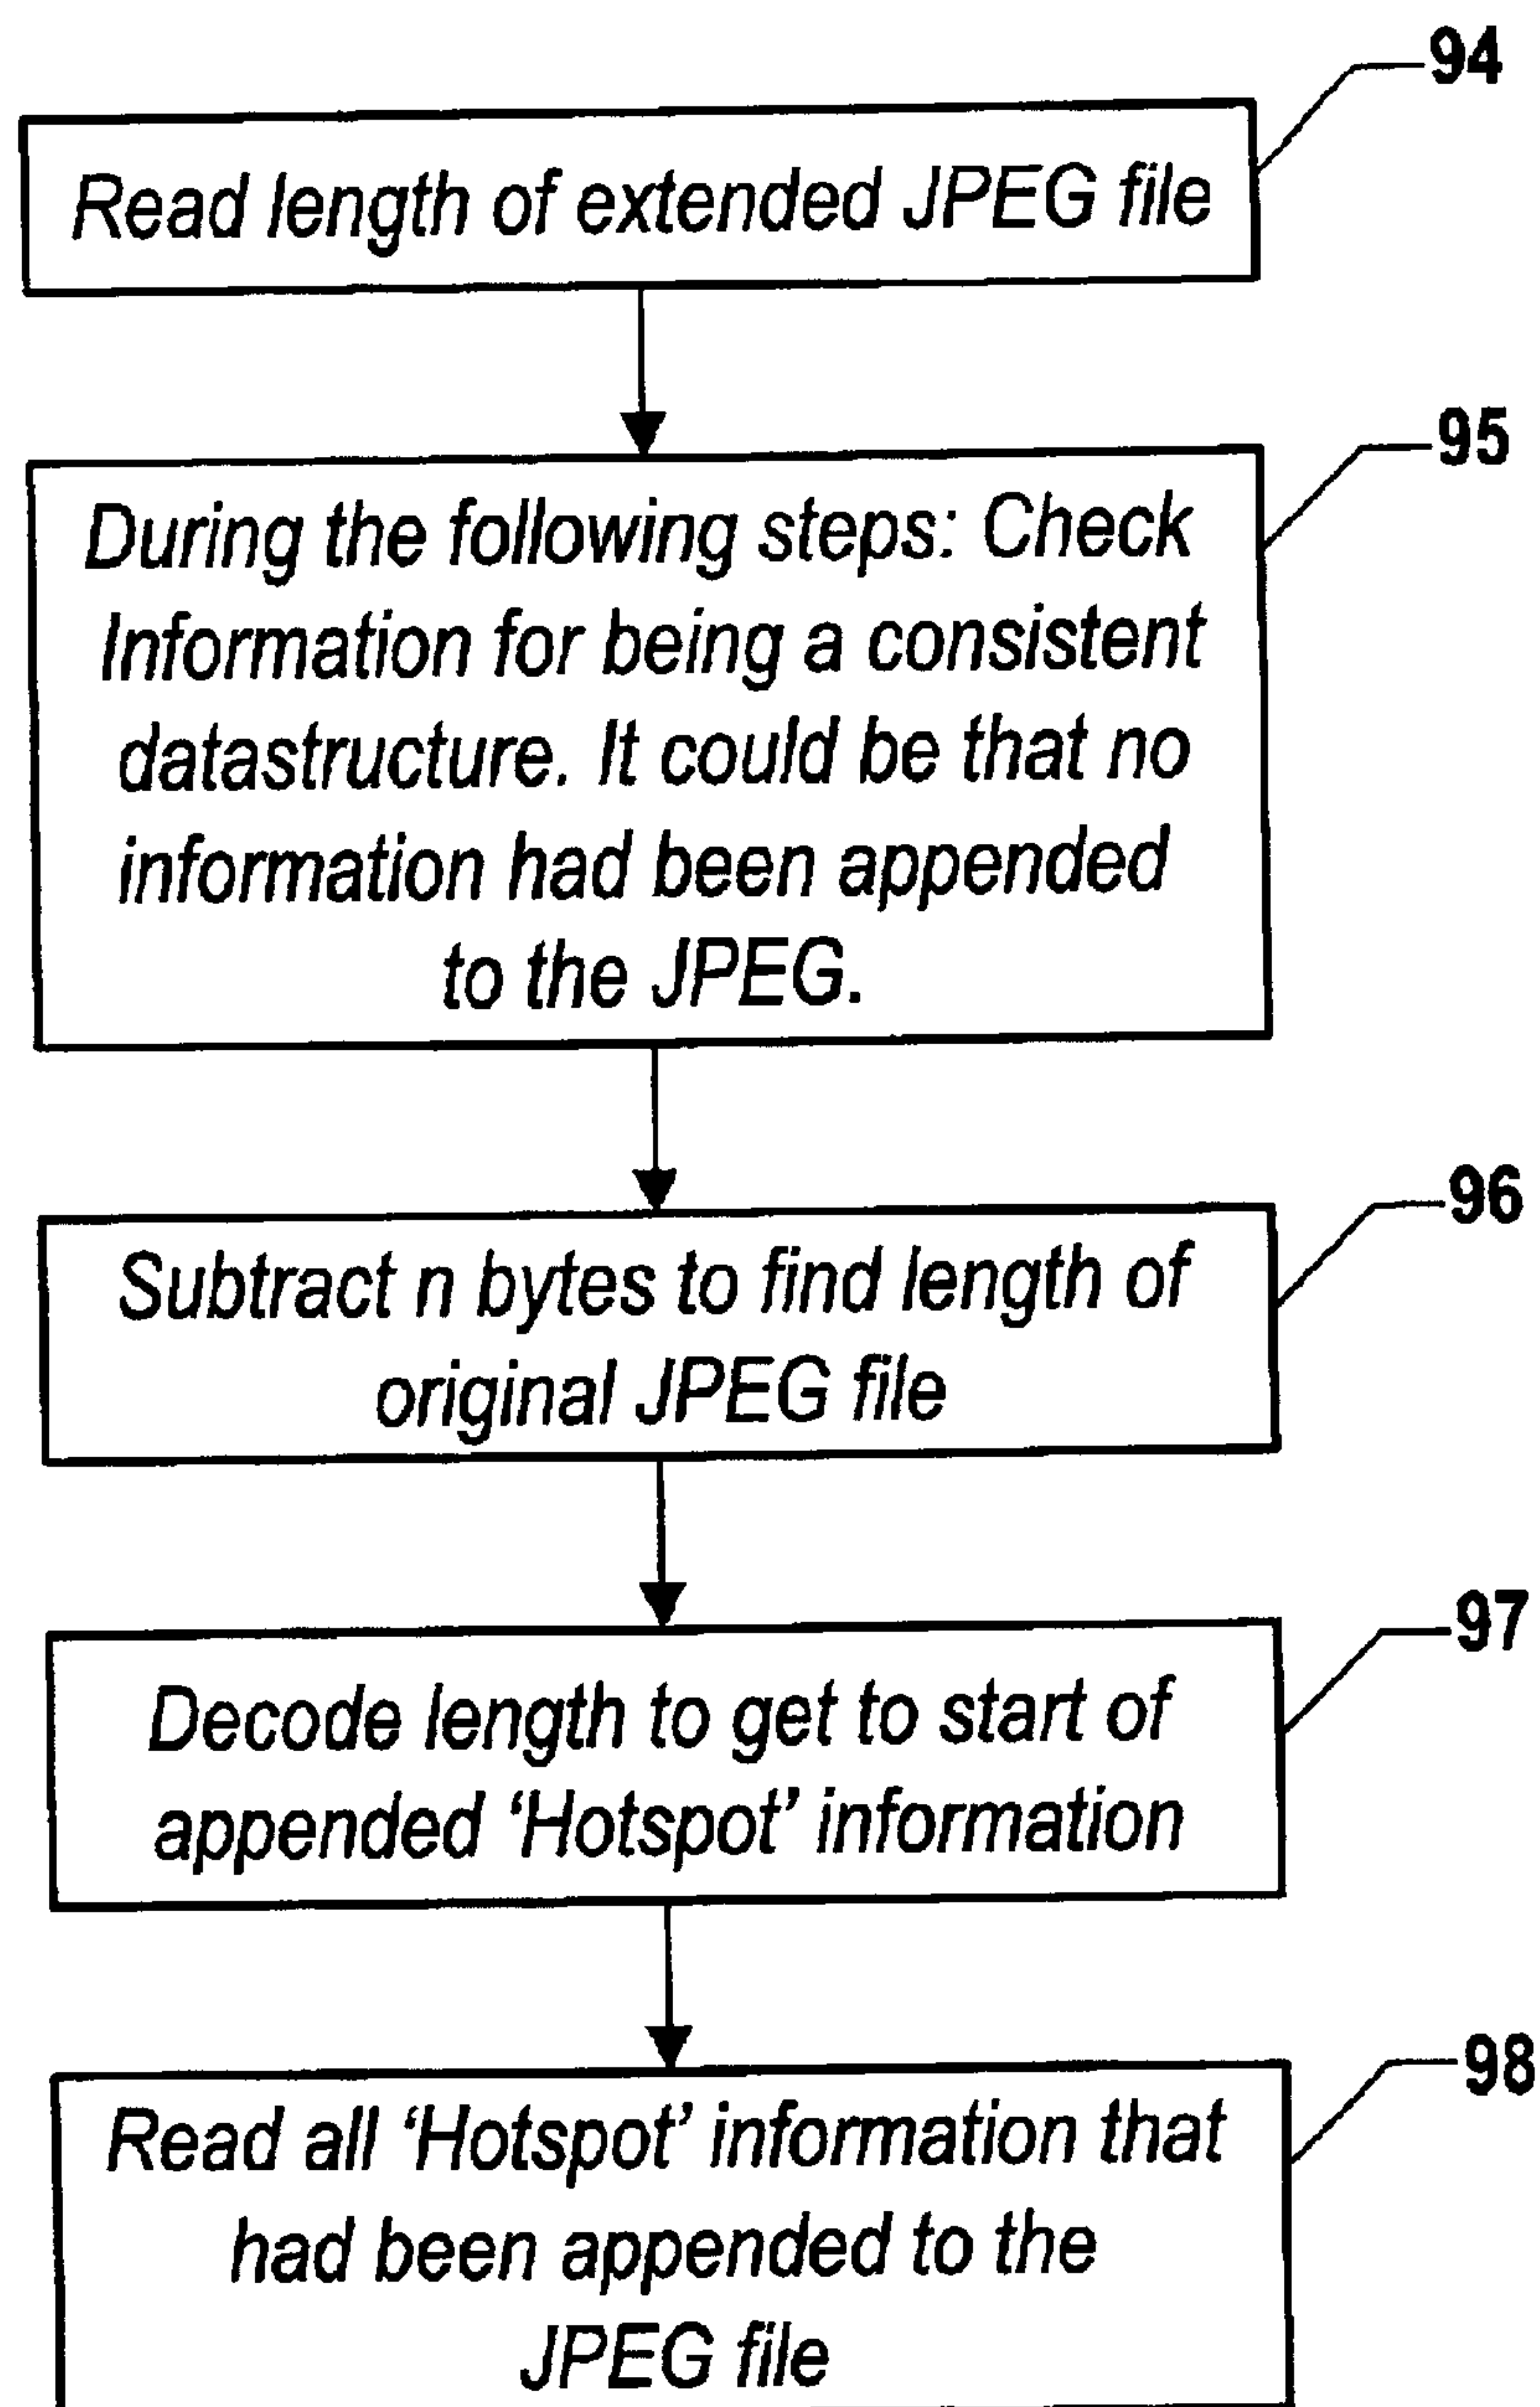 94
Read length of extended JPEG file
95
During the following steps: Check
Information for being a consistent
datastructure. It could be that no
information had been appended
to the JPEG.
96
Subtract n bytes to find length of
original JPEG file
97
Decode length to get to start of
appended ‘Hotspot’ information
98
Read all ‘Hotspot’ information that
had been appended to the
JPEG file